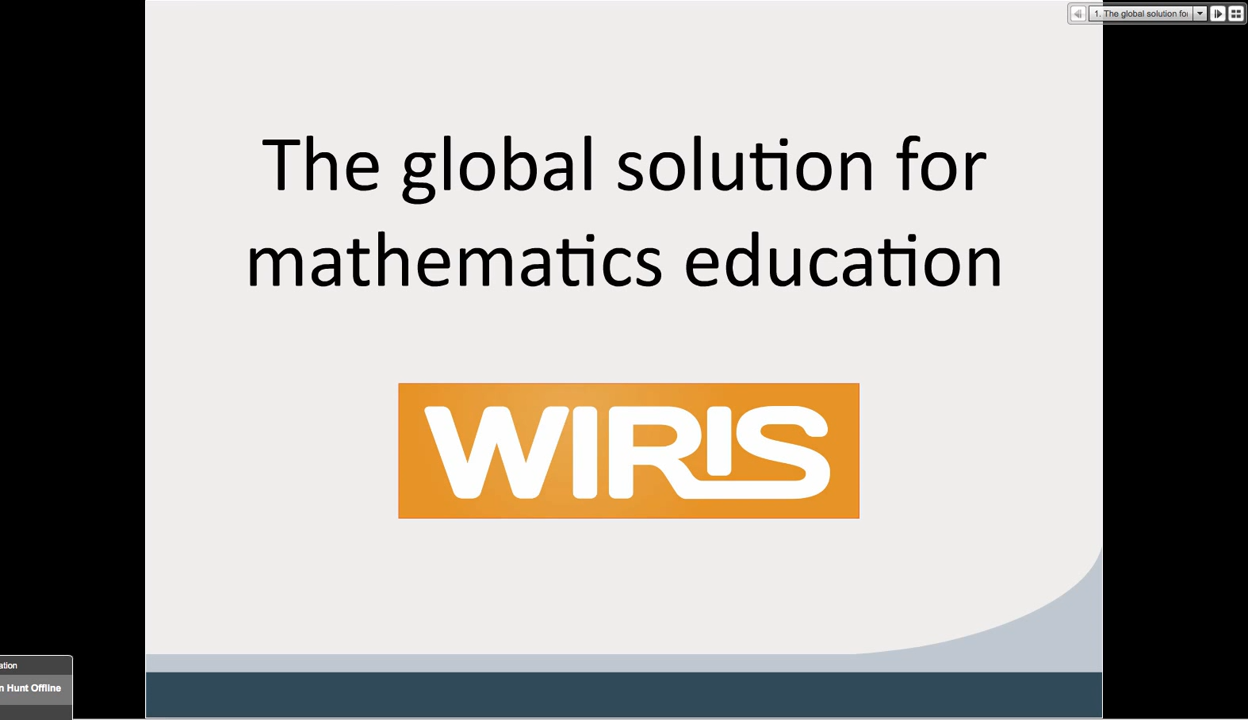 1. The global solution fo
The global solution for
mathematics education
WIRIS
ation
n Hunt Offline